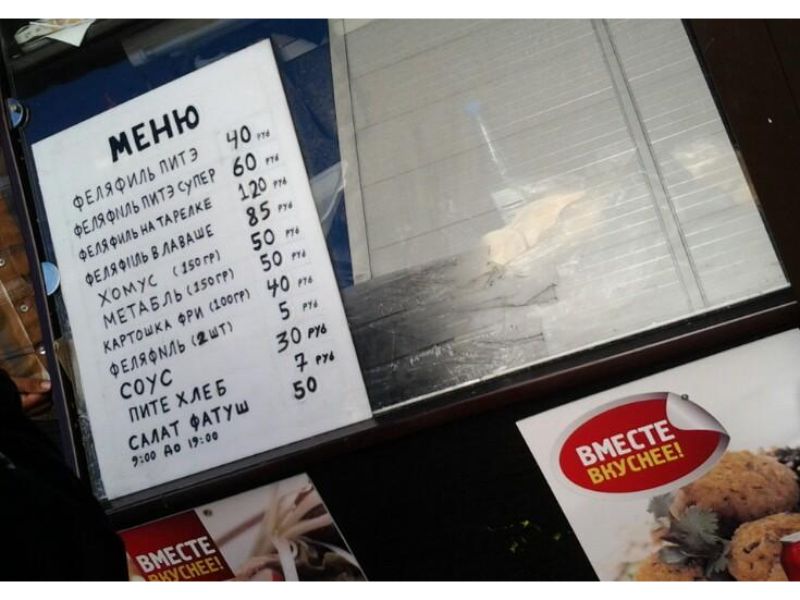 МЕНЮ
ФЕЛЯФИЛЬ ПИТЭ 40 РУБ
ФЕЛЯФИЛЬ ПИТЭ СУПЕР 60 РУБ
ФЕЛЯФИЛЬ НА ТАРЕЛКЕ 120 РУБ
ФЕЛЯФІІЛЬ В ЛАВАШЕ 85 РУБ
ХОМУС (150ГР) 50 РУБ
МЕТАБЛЬ (150ГР) 50 РУБ
КАРТОШКА ФРИ (100ГР) 40 РУБ
ФЕЛЯФИЛЬ (2ШТ) 5 РУБ
СОУС 30 РУБ
ПИТЕ ХЛЕБ 7 РУБ
САЛАТ ФАТУШ 50
9:00 ДО 19:00
ВМЕСТЕ
ВКУСНЕЕ!
ВМЕСТЕ
ВКУСНЕЕ!